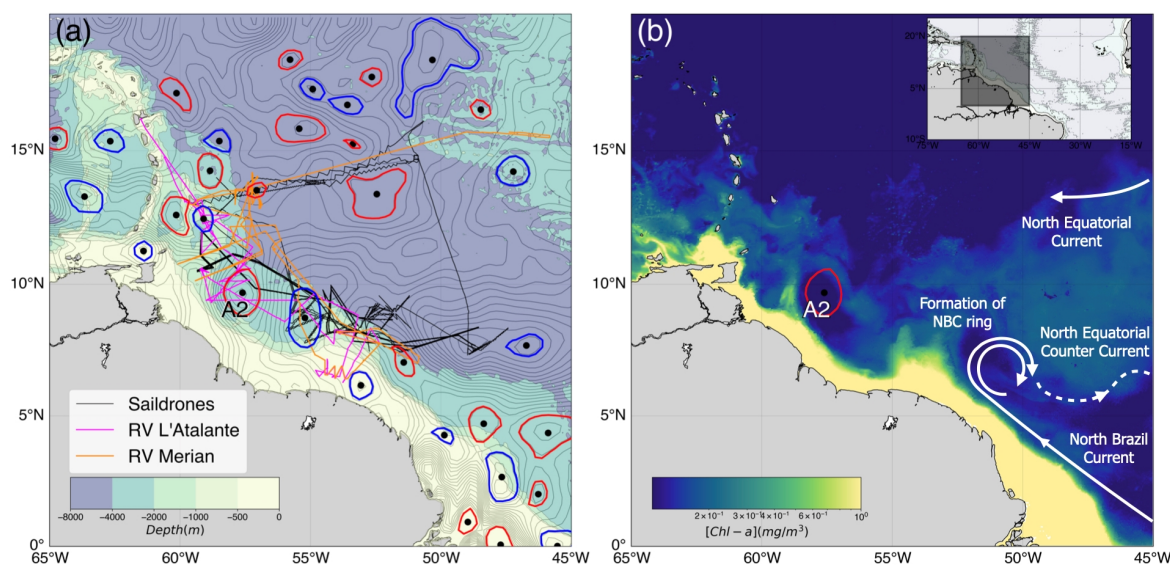 (a)
A2
Saildrones
RV L'Atalante
RV Merian
-8000 -4000 -2000 -1000 -500 0
Depth(m)
15°N
10°N
5°N
0°
65°W 60°W 55°W 50°W 45°W
(b)
20°N
5°N
10°S
75°W 60°W 45°W 30°W 15°W
North Equatorial
Current
A2
Formation of
NBC ring
North Equatorial
Counter Current
North Brazil
Current
2×10⁻¹ 3×10⁻¹ 4×10⁻¹ 6×10⁻¹ 10⁰
[Chl − a](mg/m³)
15°N
10°N
5°N
0°
65°W 60°W 55°W 50°W 45°W